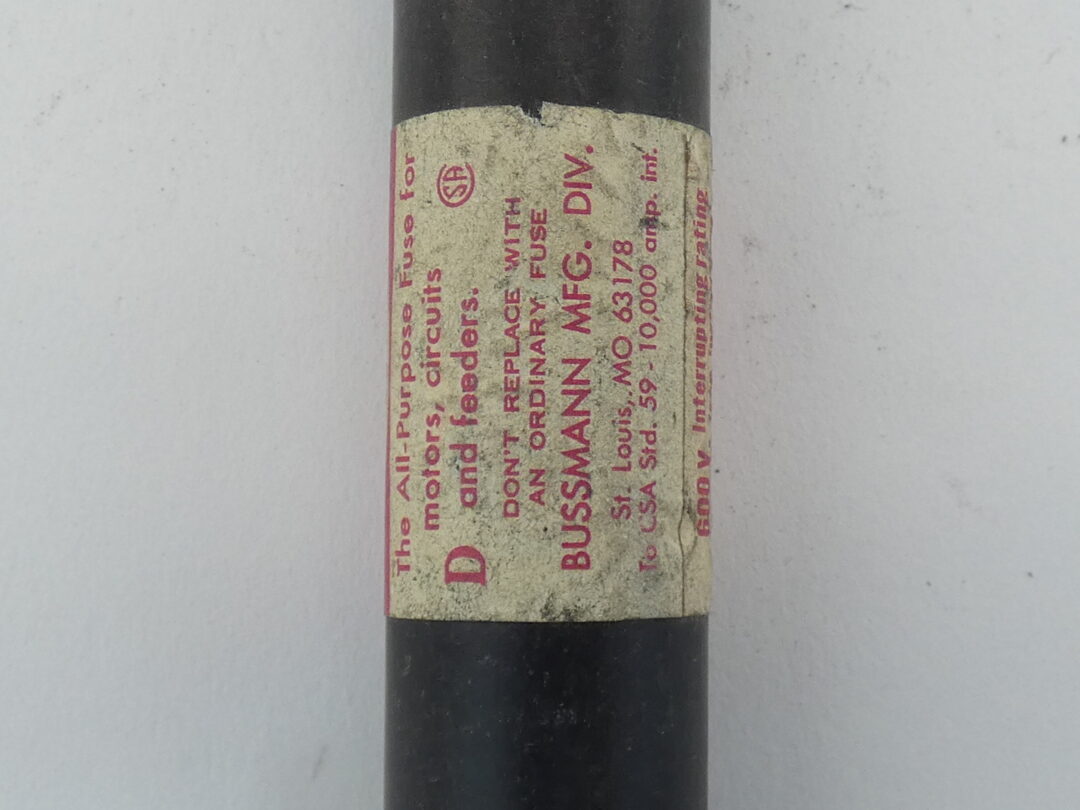 The All-Purpose Fuse for
motors, circuits
and feeders.
D
SA
DON'T REPLACE WITH
AN ORDINARY FUSE
BUSSMANN MFG. DIV.
St. Louis, MO 63178
To CSA Std. 59-10,000 amp. int.
600 V Interrupting rating